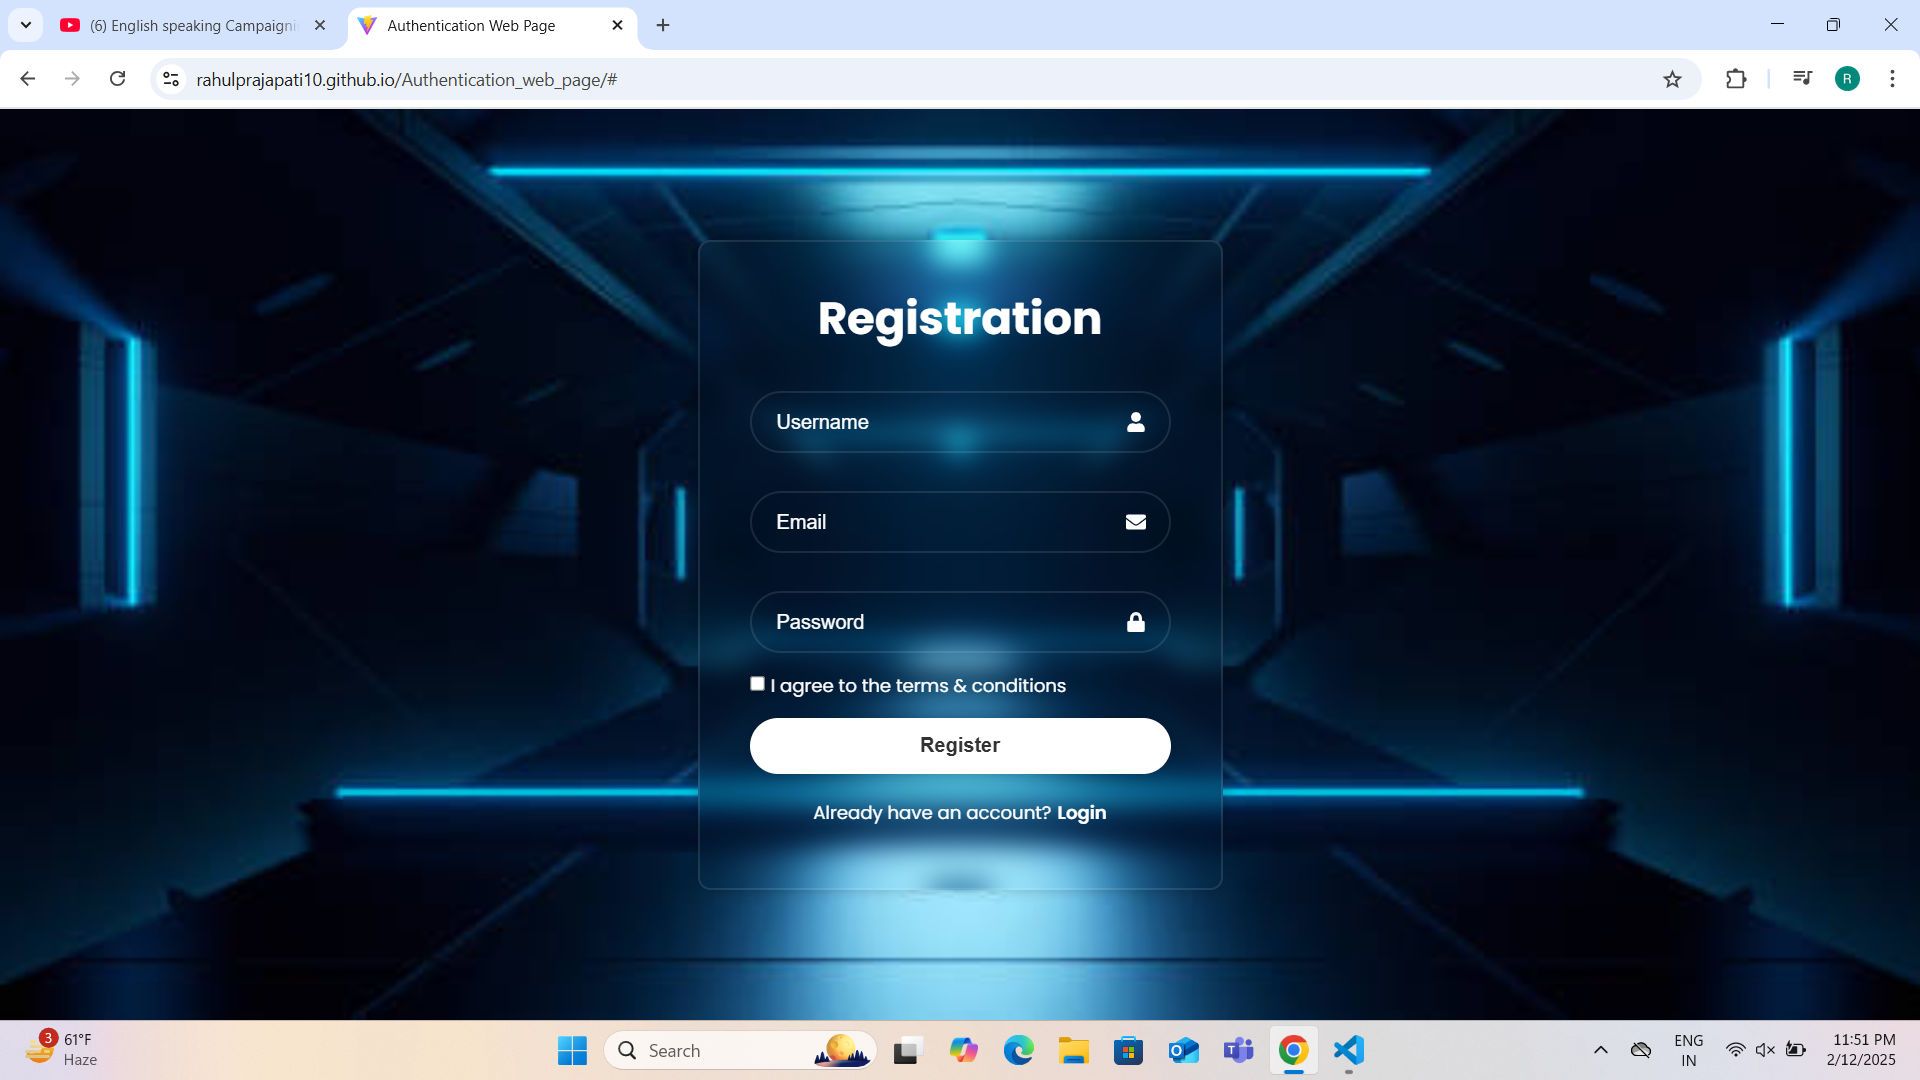 (6) English speaking Campaigni
Authentication Web Page
rahulprajapati10.github.io/Authentication_web_page/#
R
Registration
Username
Email
Password
I agree to the terms & conditions
Register
Already have an account? Login
3
61°F
Haze
Search
ENG
IN
11:51 PM
2/12/2025